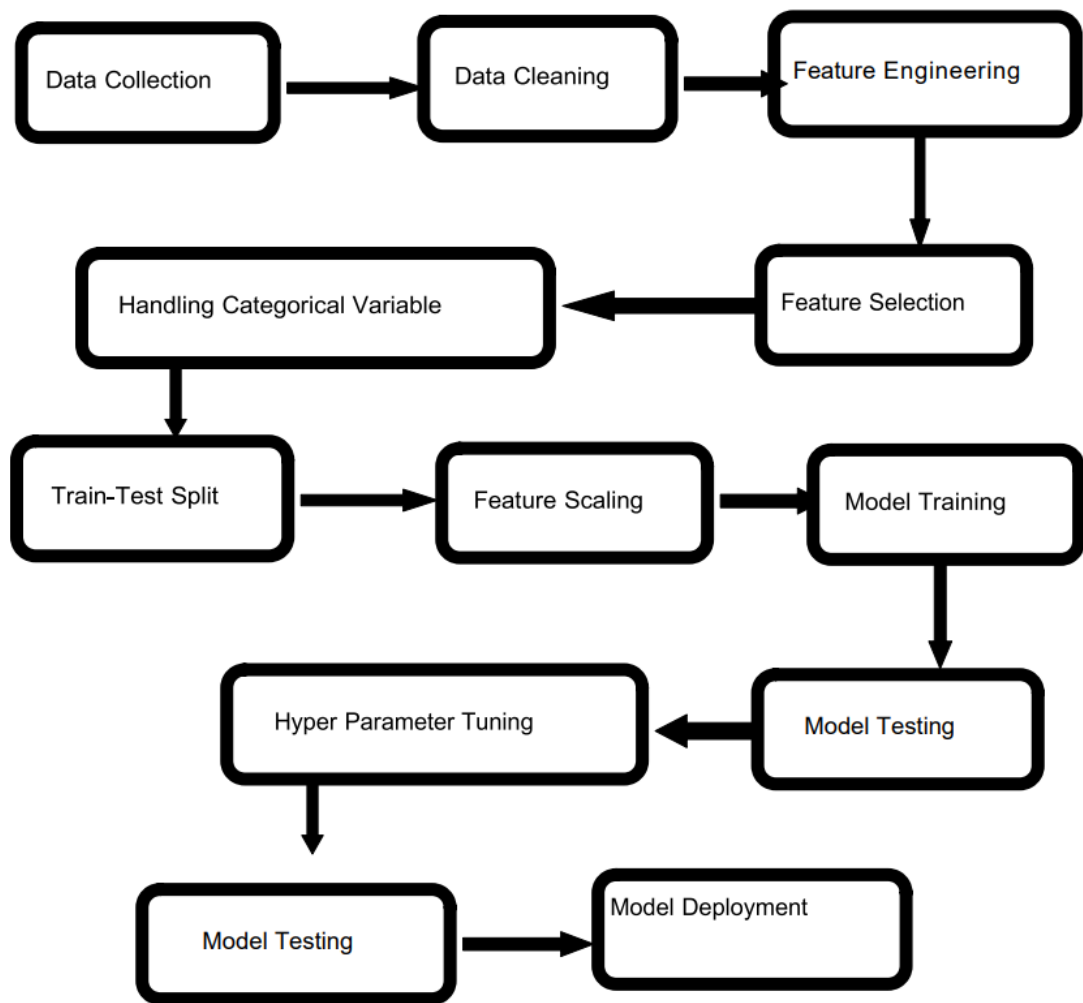 Data Collection
Data Cleaning
Feature Engineering
Feature Selection
Handling Categorical Variable
Train-Test Split
Feature Scaling
Model Training
Model Testing
Hyper Parameter Tuning
Model Testing
Model Deployment